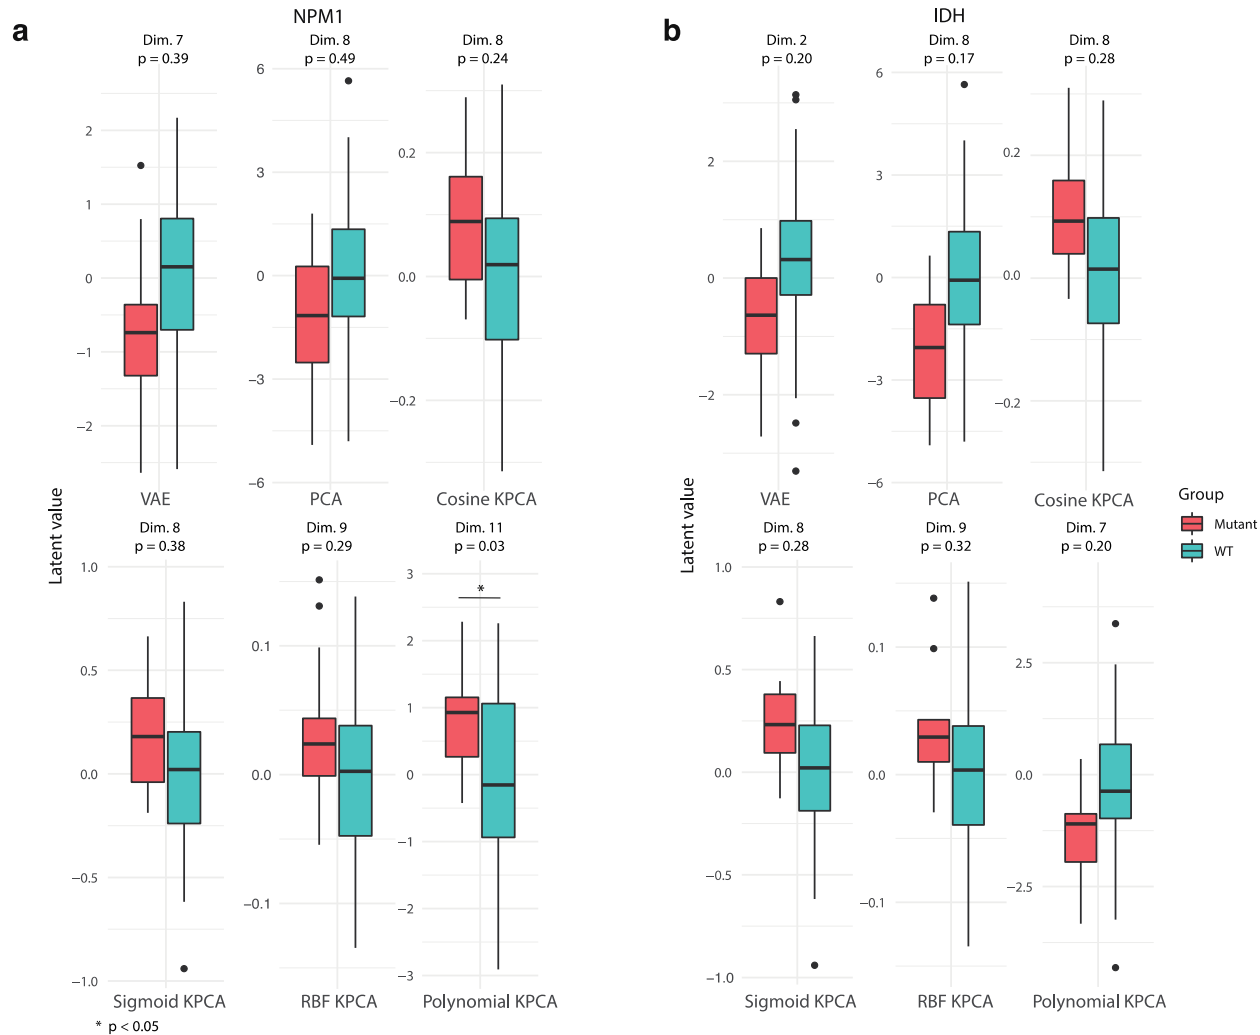 a
NPM1
Dim. 7
p = 0.39
Dim. 8
p = 0.49
Dim. 8
p = 0.24
2
1
0
−1
−2
6
3
0
−3
−6
0.2
0.0
−0.2
VAE
PCA
Cosine KPCA
Latent value
Dim. 8
p = 0.38
Dim. 9
p = 0.29
Dim. 11
p = 0.03
1.0
0.5
0.0
−0.5
−1.0
0.1
0.0
−0.1
3
2
1
0
−1
−2
−3
*
Sigmoid KPCA
RBF KPCA
Polynomial KPCA
* p < 0.05
b
IDH
Dim. 2
p = 0.20
Dim. 8
p = 0.17
Dim. 8
p = 0.28
2
0
−2
6
3
0
−3
−6
0.2
0.0
−0.2
VAE
PCA
Cosine KPCA
Latent value
Dim. 8
p = 0.28
Dim. 9
p = 0.32
Dim. 7
p = 0.20
1.0
0.5
0.0
−0.5
−1.0
0.1
0.0
−0.1
2.5
0.0
−2.5
Sigmoid KPCA
RBF KPCA
Polynomial KPCA
Group
Mutant
WT